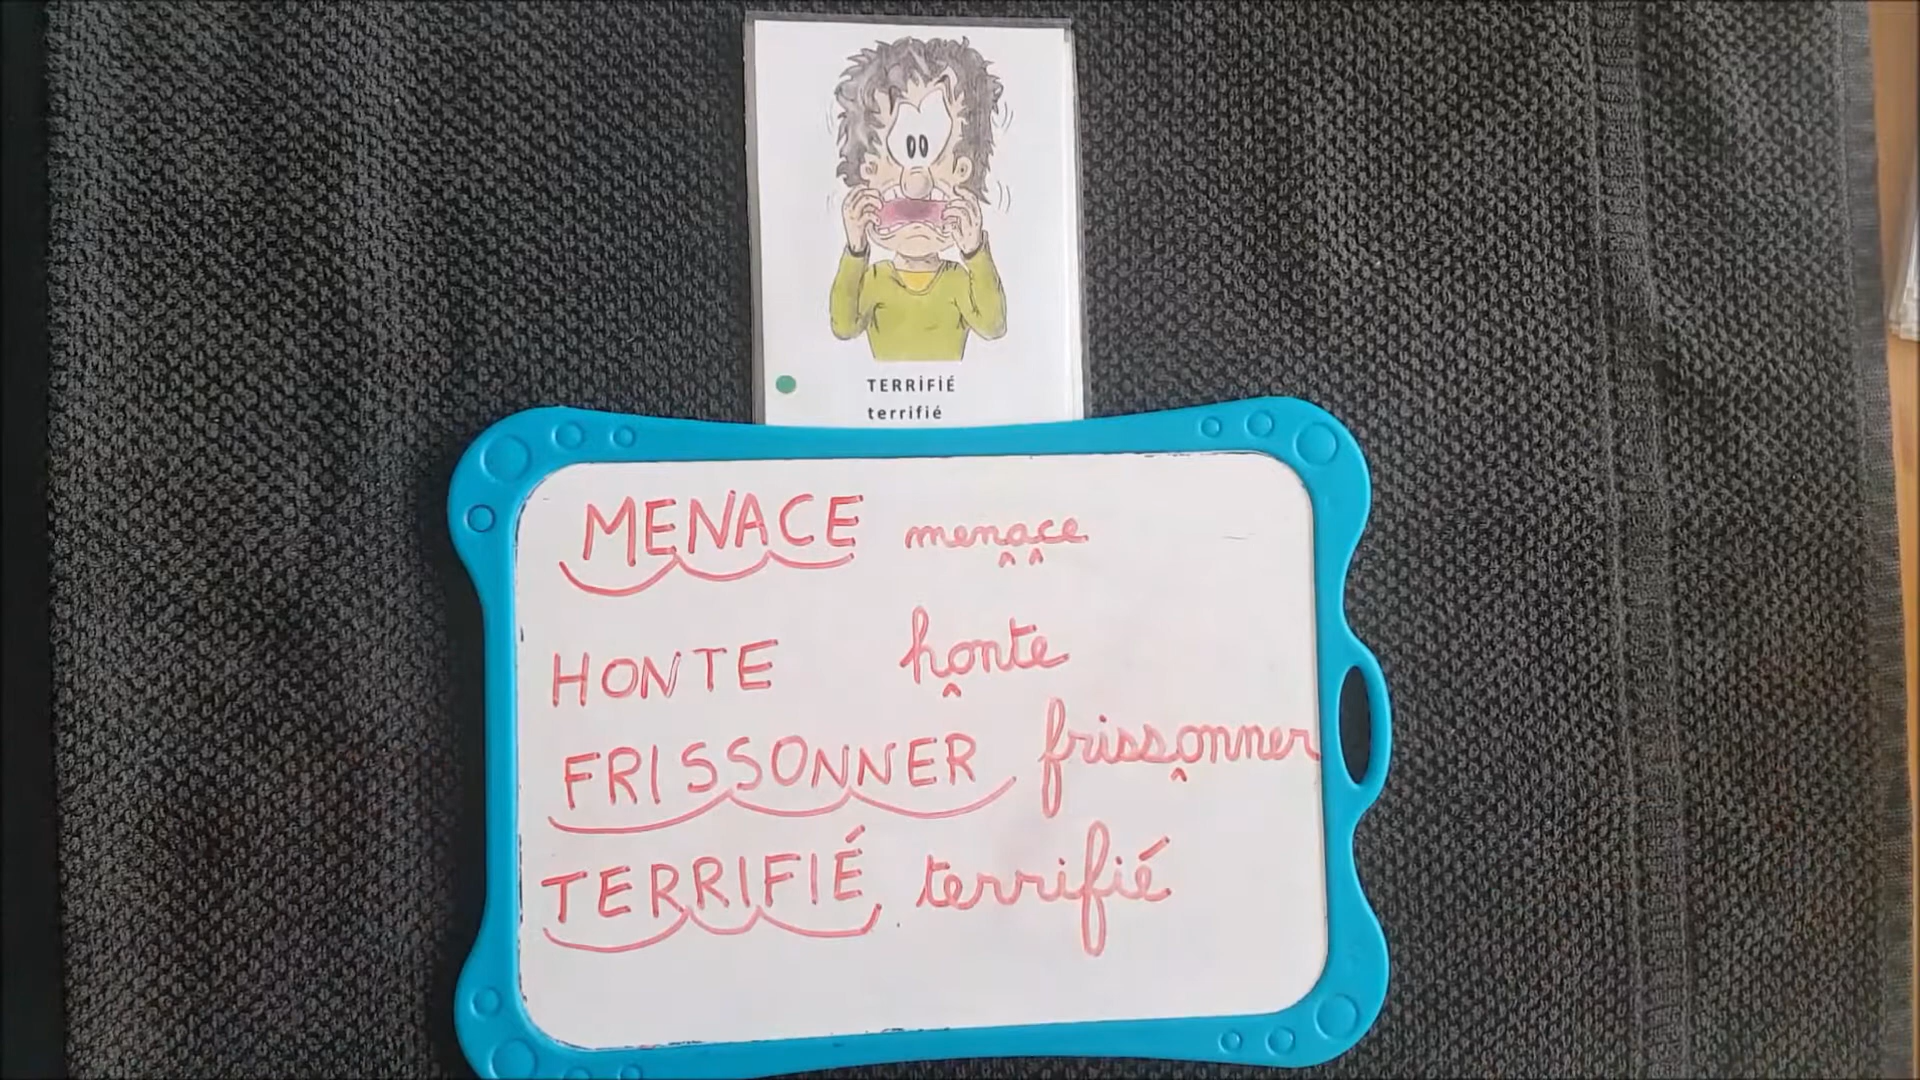 TERRIFIÉ
terrifié
MENACE menace
HONTE honte
FRISSONNER frissonner
TERRIFIÉ terrifié